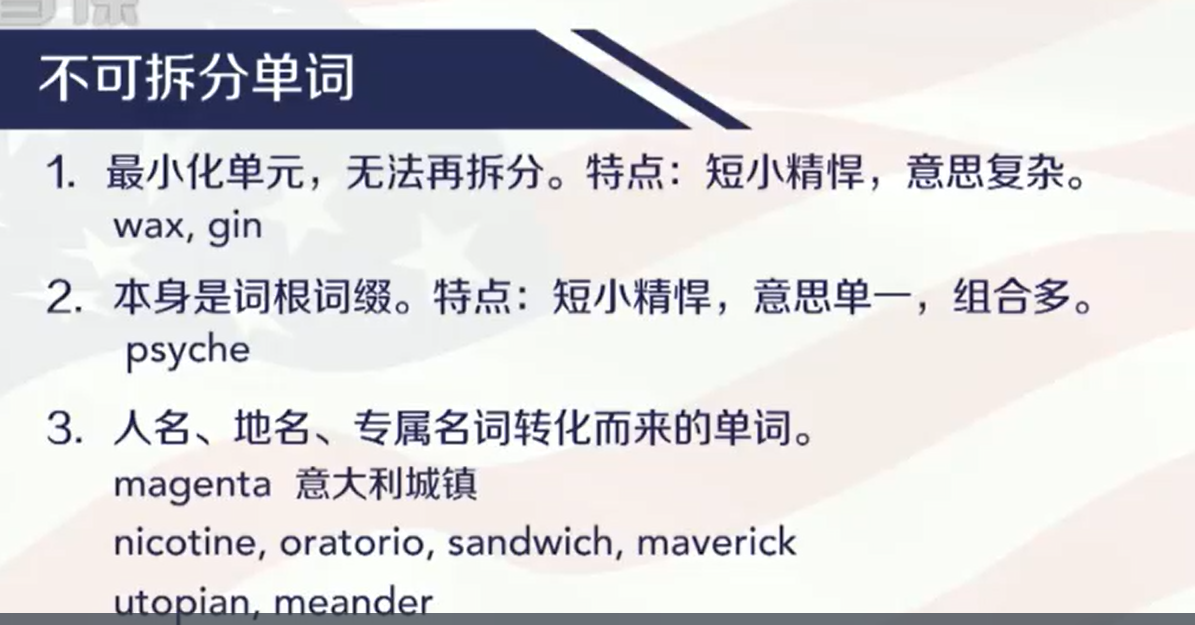 不可拆分单词
1. 最小化单元，无法再拆分。特点：短小精悍，意思复杂。
wax, gin
2. 本身是词根词缀。特点：短小精悍，意思单一，组合多。
psyche
3. 人名、地名、专属名词转化而来的单词。
magenta 意大利城镇
nicotine, oratorio, sandwich, maverick
utopian, meander